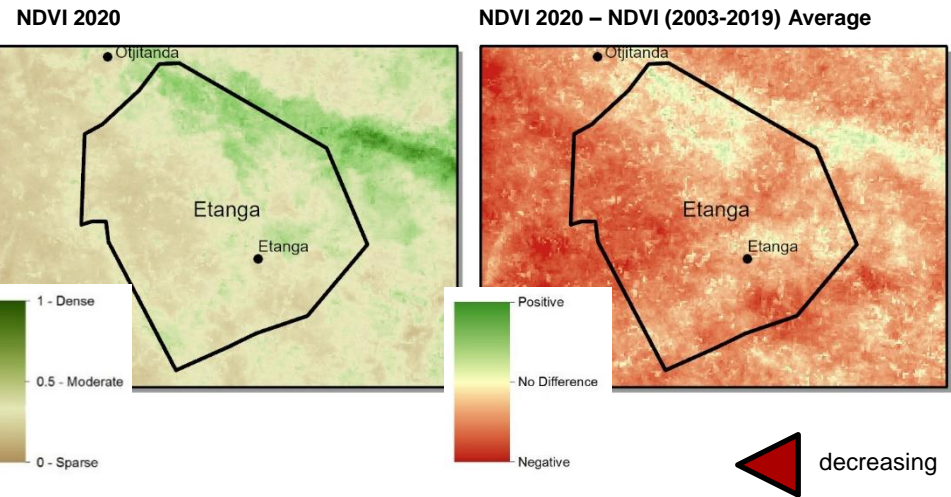 NDVI 2020
Otjitanda
Etanga
Etanga
1 - Dense
0.5 - Moderate
0 - Sparse
NDVI 2020 – NDVI (2003-2019) Average
Otjitanda
Etanga
Etanga
Positive
No Difference
Negative
decreasing